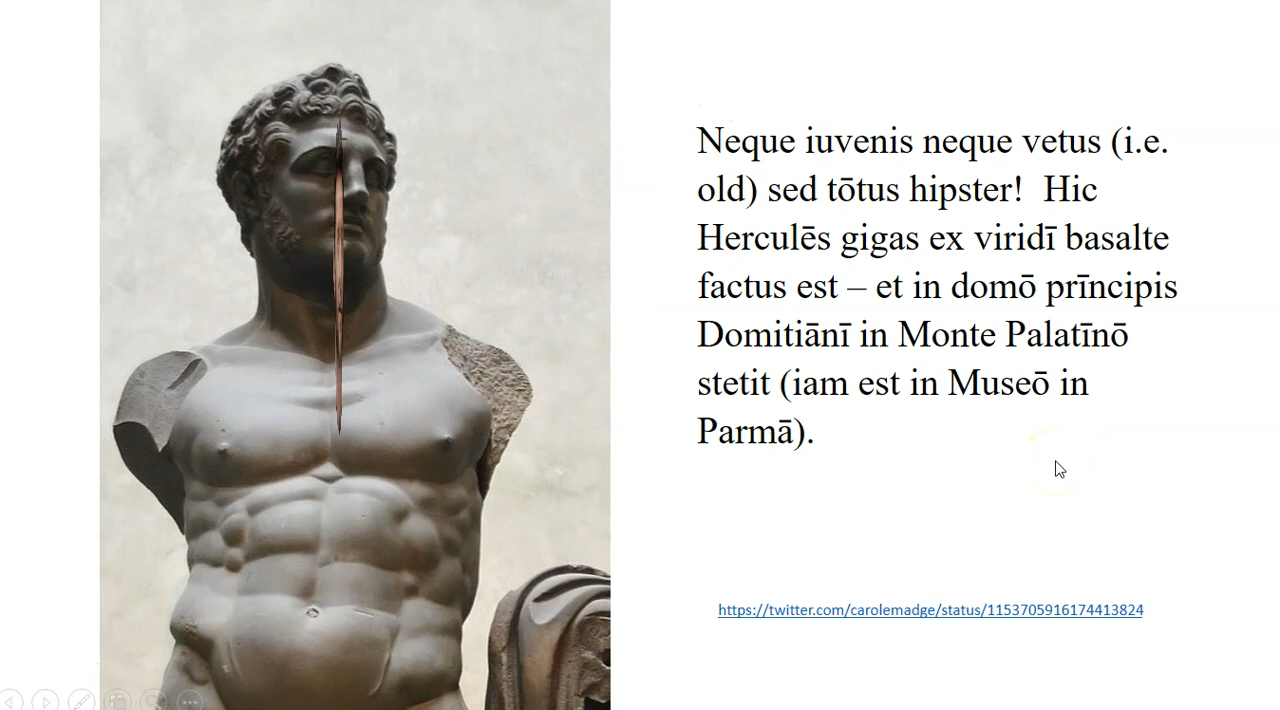 Neque iuvenis neque vetus (i.e.
old) sed tōtus hipster!  Hic
Herculēs gigas ex viridī basalte
factus est – et in domō prīncipis
Domitiānī in Monte Palatīnō
stetit (iam est in Museō in
Parmā).
https://twitter.com/carolemadge/status/1153705916174413824